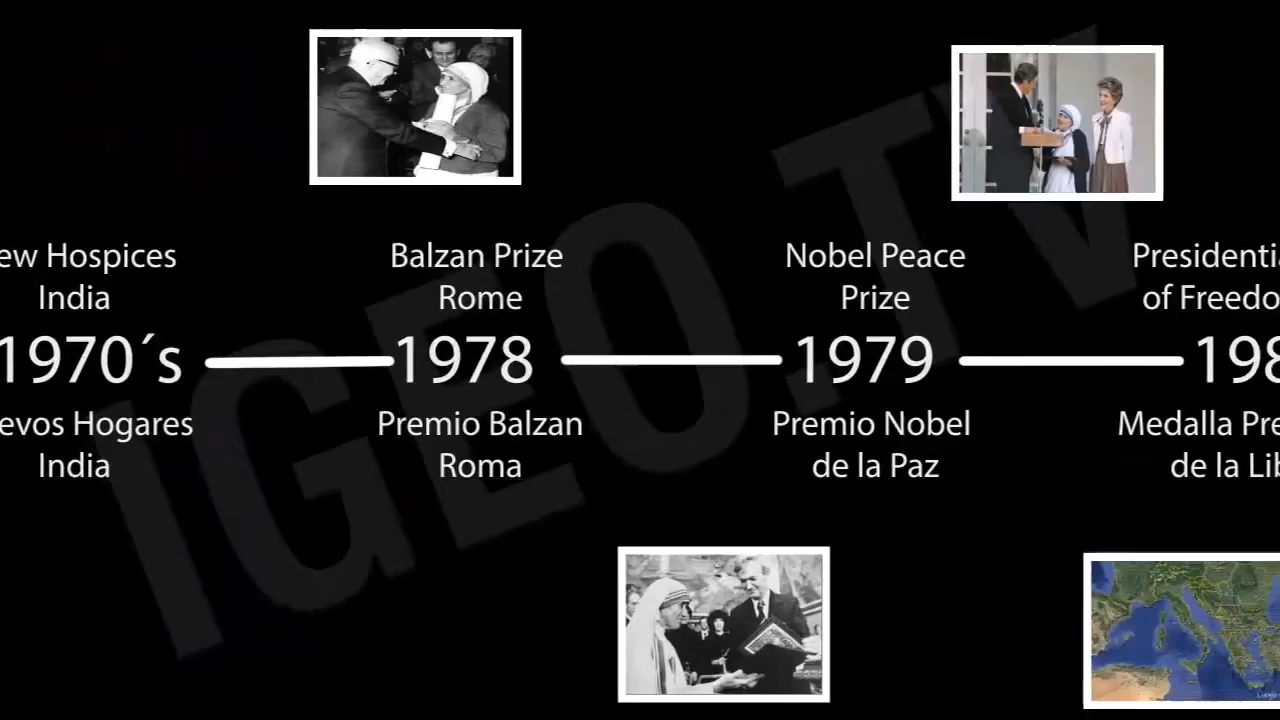 ew Hospices
India
1970´s
evos Hogares
India
Balzan Prize
Rome
1978
Premio Balzan
Roma
Nobel Peace
Prize
1979
Premio Nobel
de la Paz
Presidentia
of Freedo
198
Medalla Pre
de la Lib
IGEO.TV